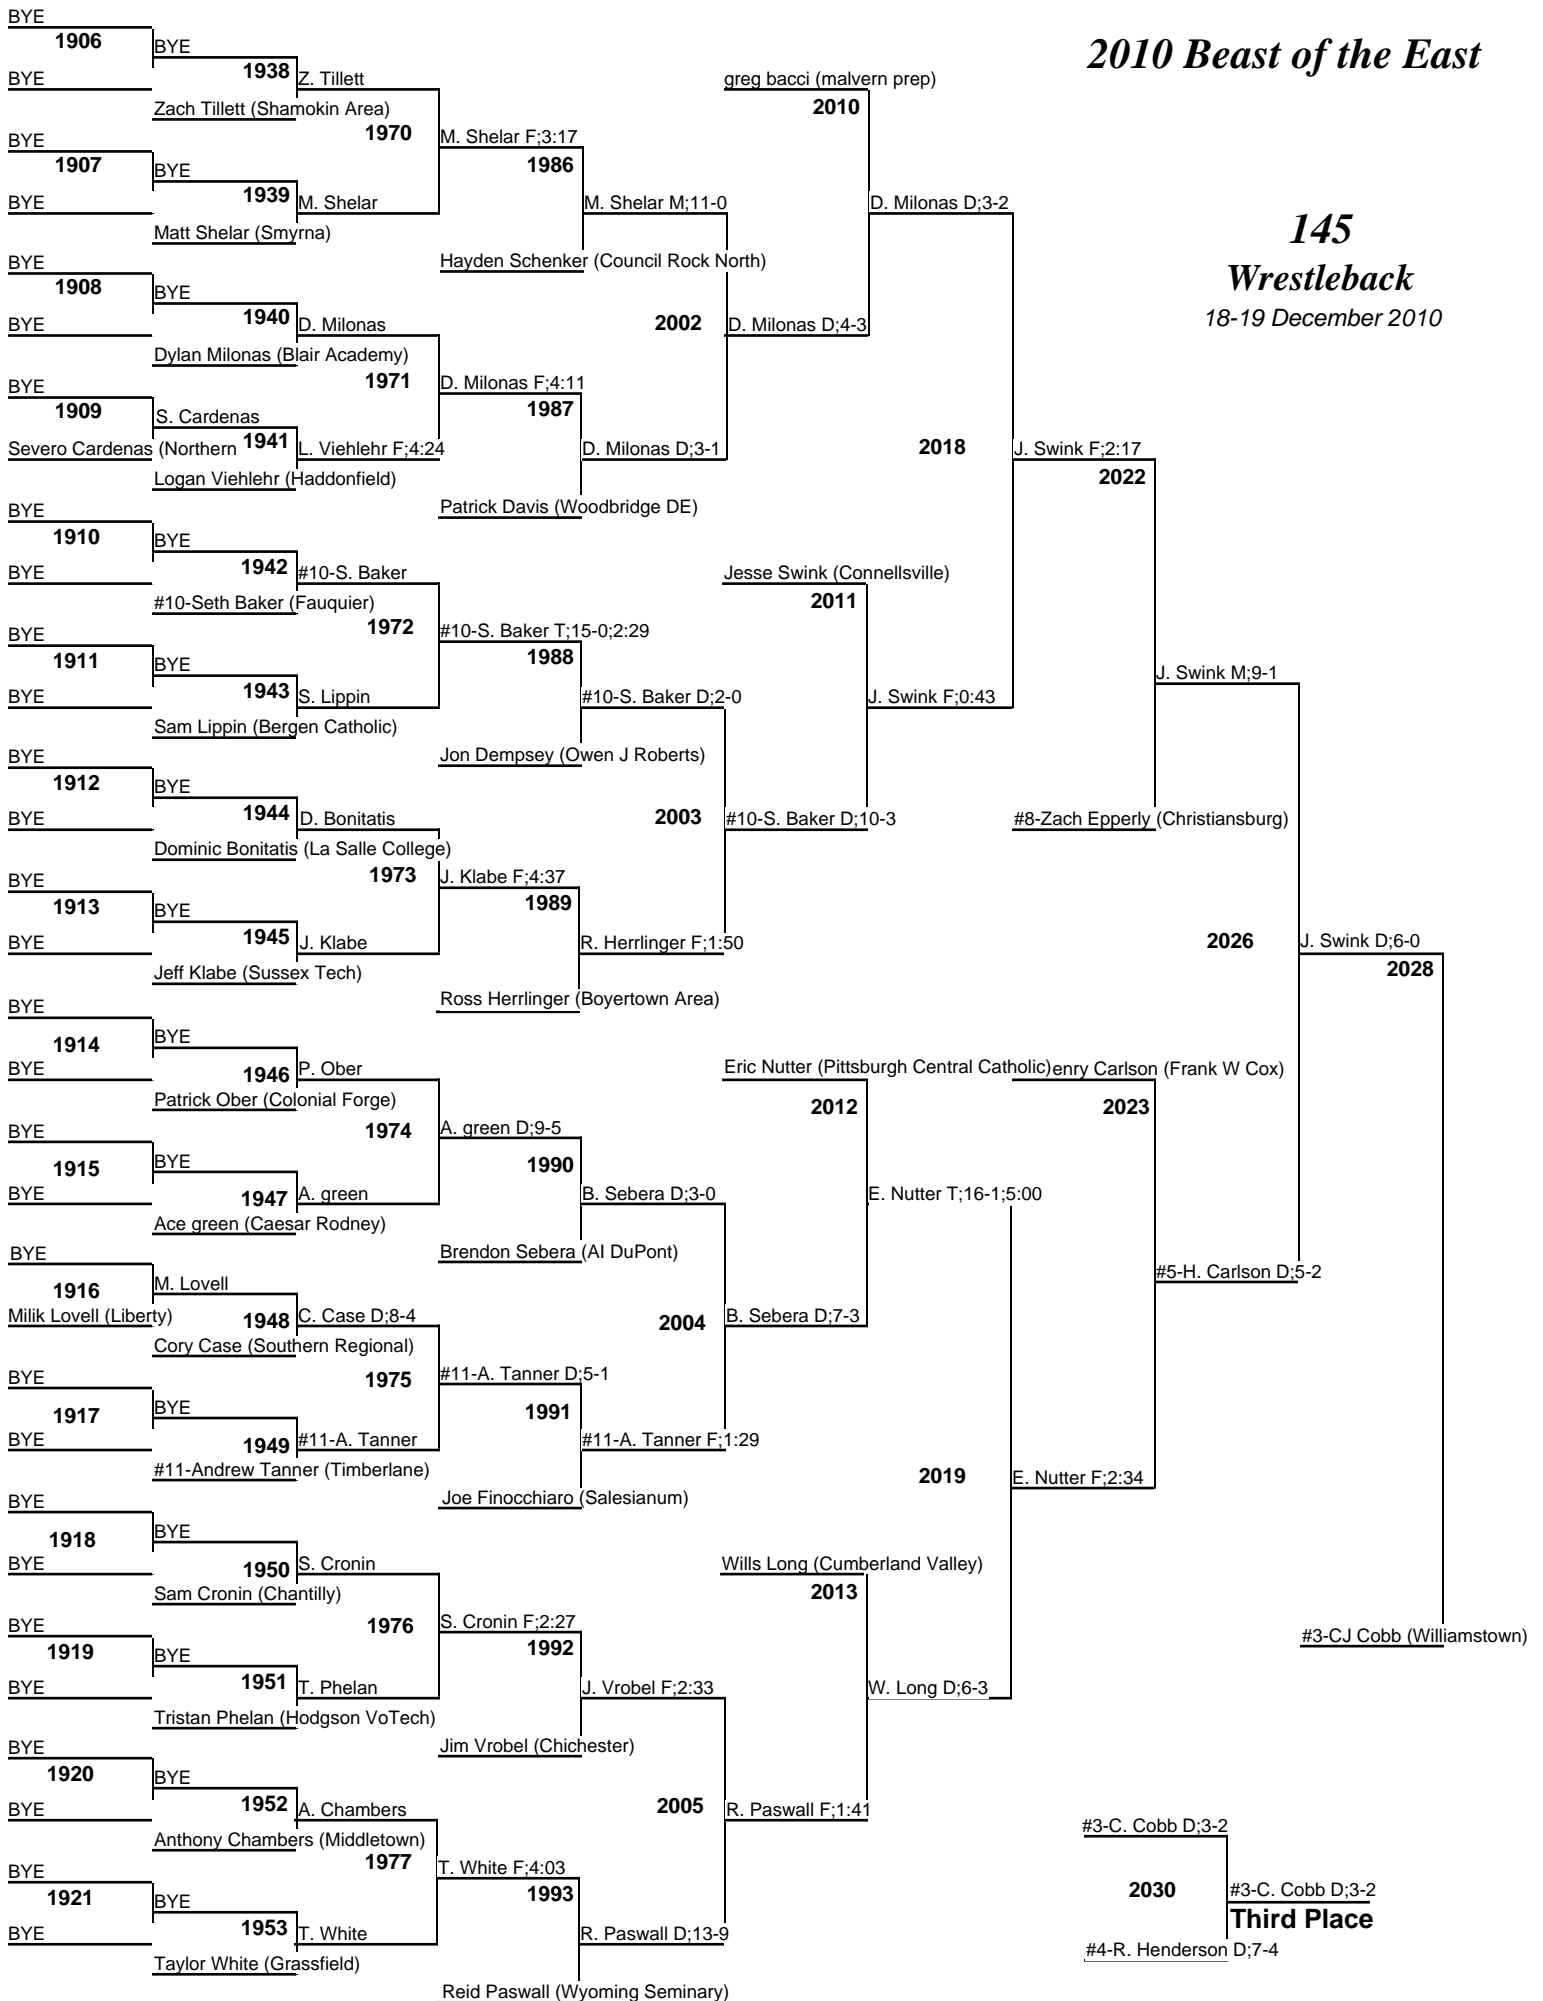 BYE
2010 Beast of the East
1906
BYE
1938
BYE
Z. Tillett
greg bacci (malvern prep)
Zach Tillett (Shamokin Area)
2010
1970
BYE
M. Shelar F;3:17
1907
BYE
1986
1939
BYE
M. Shelar
M. Shelar M;11-0
D. Milonas D;3-2
Matt Shelar (Smyrna)
145
BYE
Hayden Schenker (Council Rock North)
Wrestleback
1908
BYE
18-19 December 2010
1940
BYE
D. Milonas
2002
D. Milonas D;4-3
Dylan Milonas (Blair Academy)
1971
BYE
D. Milonas F;4:11
1909
1987
S. Cardenas
Severo Cardenas (Northern
1941
L. Viehlehr F;4:24
D. Milonas D;3-1
2018
J. Swink F;2:17
Logan Viehlehr (Haddonfield)
2022
BYE
Patrick Davis (Woodbridge DE)
1910
BYE
1942
BYE
#10-S. Baker
Jesse Swink (Connellsville)
#10-Seth Baker (Fauquier)
2011
1972
BYE
#10-S. Baker T;15-0;2:29
1911
BYE
1988
J. Swink M;9-1
1943
BYE
S. Lippin
#10-S. Baker D;2-0
J. Swink F;0:43
Sam Lippin (Bergen Catholic)
BYE
Jon Dempsey (Owen J Roberts)
1912
BYE
1944
BYE
D. Bonitatis
2003
#10-S. Baker D;10-3
#8-Zach Epperly (Christiansburg)
Dominic Bonitatis (La Salle College)
1973
BYE
J. Klabe F;4:37
1913
BYE
1989
1945
BYE
J. Klabe
R. Herrlinger F;1:50
2026
J. Swink D;6-0
Jeff Klabe (Sussex Tech)
2028
BYE
Ross Herrlinger (Boyertown Area)
1914
BYE
BYE
1946
P. Ober
Eric Nutter (Pittsburgh Central Catholic)
enry Carlson (Frank W Cox)
Patrick Ober (Colonial Forge)
2012
2023
BYE
1974
A. green D;9-5
1915
BYE
1990
BYE
1947
A. green
B. Sebera D;3-0
E. Nutter T;16-1;5:00
Ace green (Caesar Rodney)
BYE
Brendon Sebera (AI DuPont)
1916
M. Lovell
#5-H. Carlson D;5-2
Milik Lovell (Liberty)
1948
C. Case D;8-4
2004
B. Sebera D;7-3
Cory Case (Southern Regional)
BYE
1975
#11-A. Tanner D;5-1
1917
BYE
1991
BYE
1949
#11-A. Tanner
#11-A. Tanner F;1:29
#11-Andrew Tanner (Timberlane)
2019
E. Nutter F;2:34
BYE
Joe Finocchiaro (Salesianum)
1918
BYE
BYE
1950
S. Cronin
Wills Long (Cumberland Valley)
Sam Cronin (Chantilly)
2013
BYE
1976
S. Cronin F;2:27
1919
BYE
1992
#3-CJ Cobb (Williamstown)
BYE
1951
T. Phelan
J. Vrobel F;2:33
W. Long D;6-3
Tristan Phelan (Hodgson VoTech)
BYE
Jim Vrobel (Chichester)
1920
BYE
BYE
1952
A. Chambers
2005
R. Paswall F;1:41
#3-C. Cobb D;3-2
Anthony Chambers (Middletown)
BYE
1977
T. White F;4:03
1921
BYE
1993
2030
#3-C. Cobb D;3-2
Third Place
BYE
1953
T. White
R. Paswall D;13-9
#4-R. Henderson D;7-4
Taylor White (Grassfield)
Reid Paswall (Wyoming Seminary)